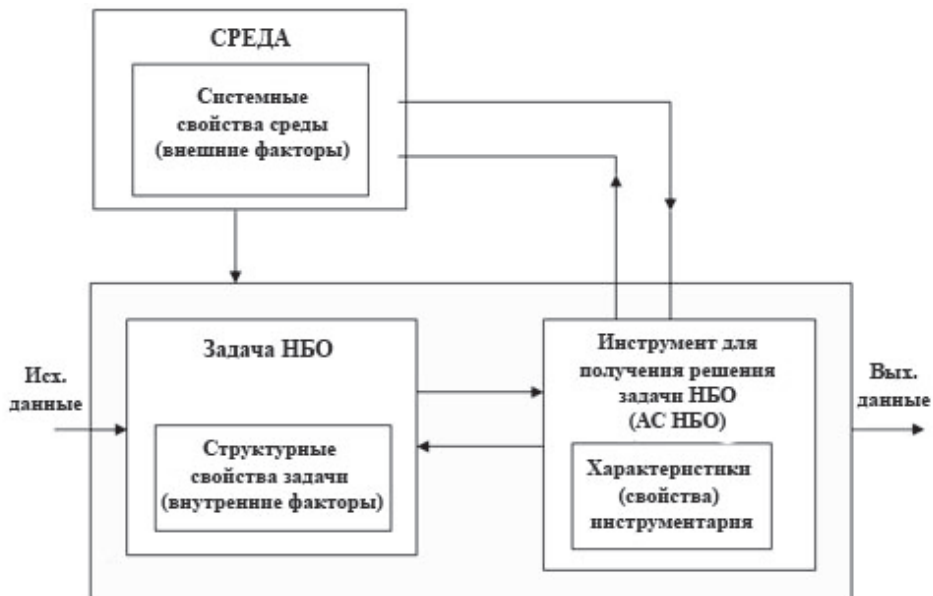 СРЕДА
Системные
свойства среды
(внешние факторы)
Исх.
данные
Задача НБО
Структурные
свойства задачи
(внутренние факторы)
Инструмент для
получения решения
задачи НБО
(АС НБО)
Характеристики
(свойства)
инструментария
Вых.
данные